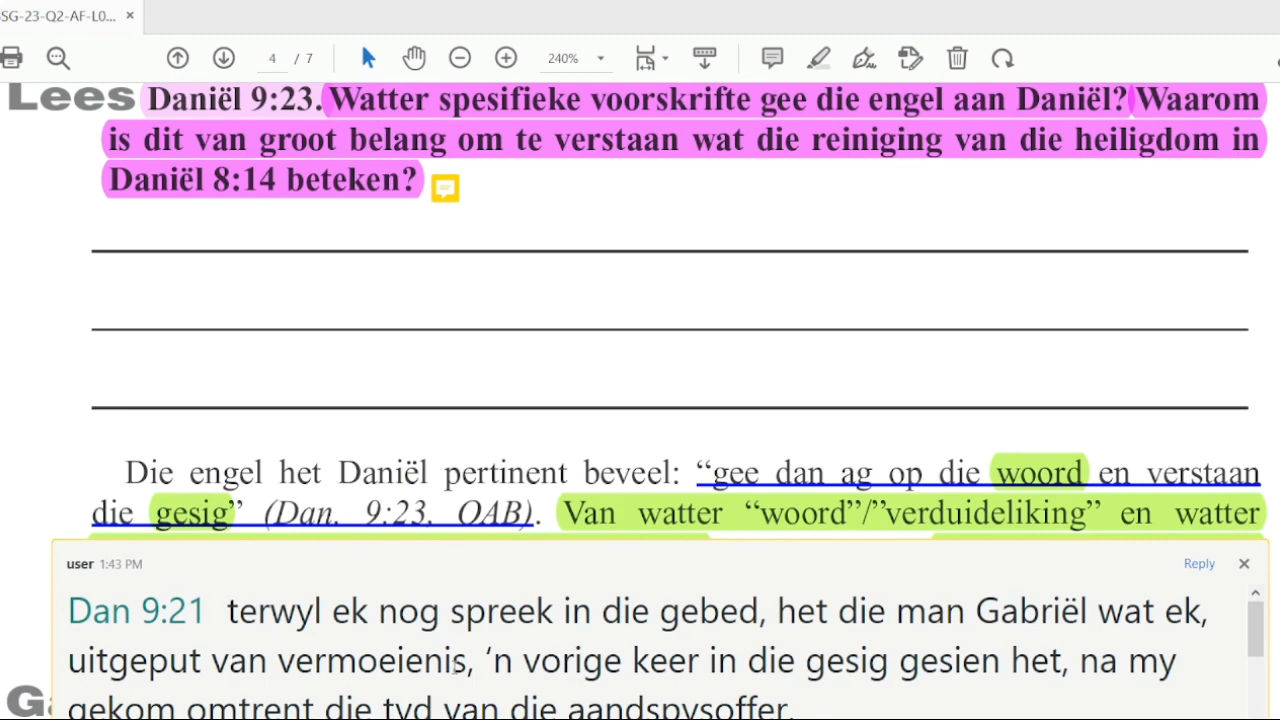 SG-23-Q2-AF-L0... ×
4 / 7 240%
Lees Daniël 9:23. Watter spesifieke voorskrifte gee die engel aan Daniël? Waarom
is dit van groot belang om te verstaan wat die reiniging van die heiligdom in
Daniël 8:14 beteken?
Die engel het Daniël pertinent beveel: “gee dan ag op die woord en verstaan
die gesig” (Dan. 9:23, OAB). Van watter “woord”/”verduideliking” en watter
user 1:43 PM Reply ×
Dan 9:21 terwyl ek nog spreek in die gebed, het die man Gabriël wat ek,
uitgeput van vermoeienis, ‘n vorige keer in die gesig gesien het, na my
gekom omtrent die tyd van die aandspysoffer.